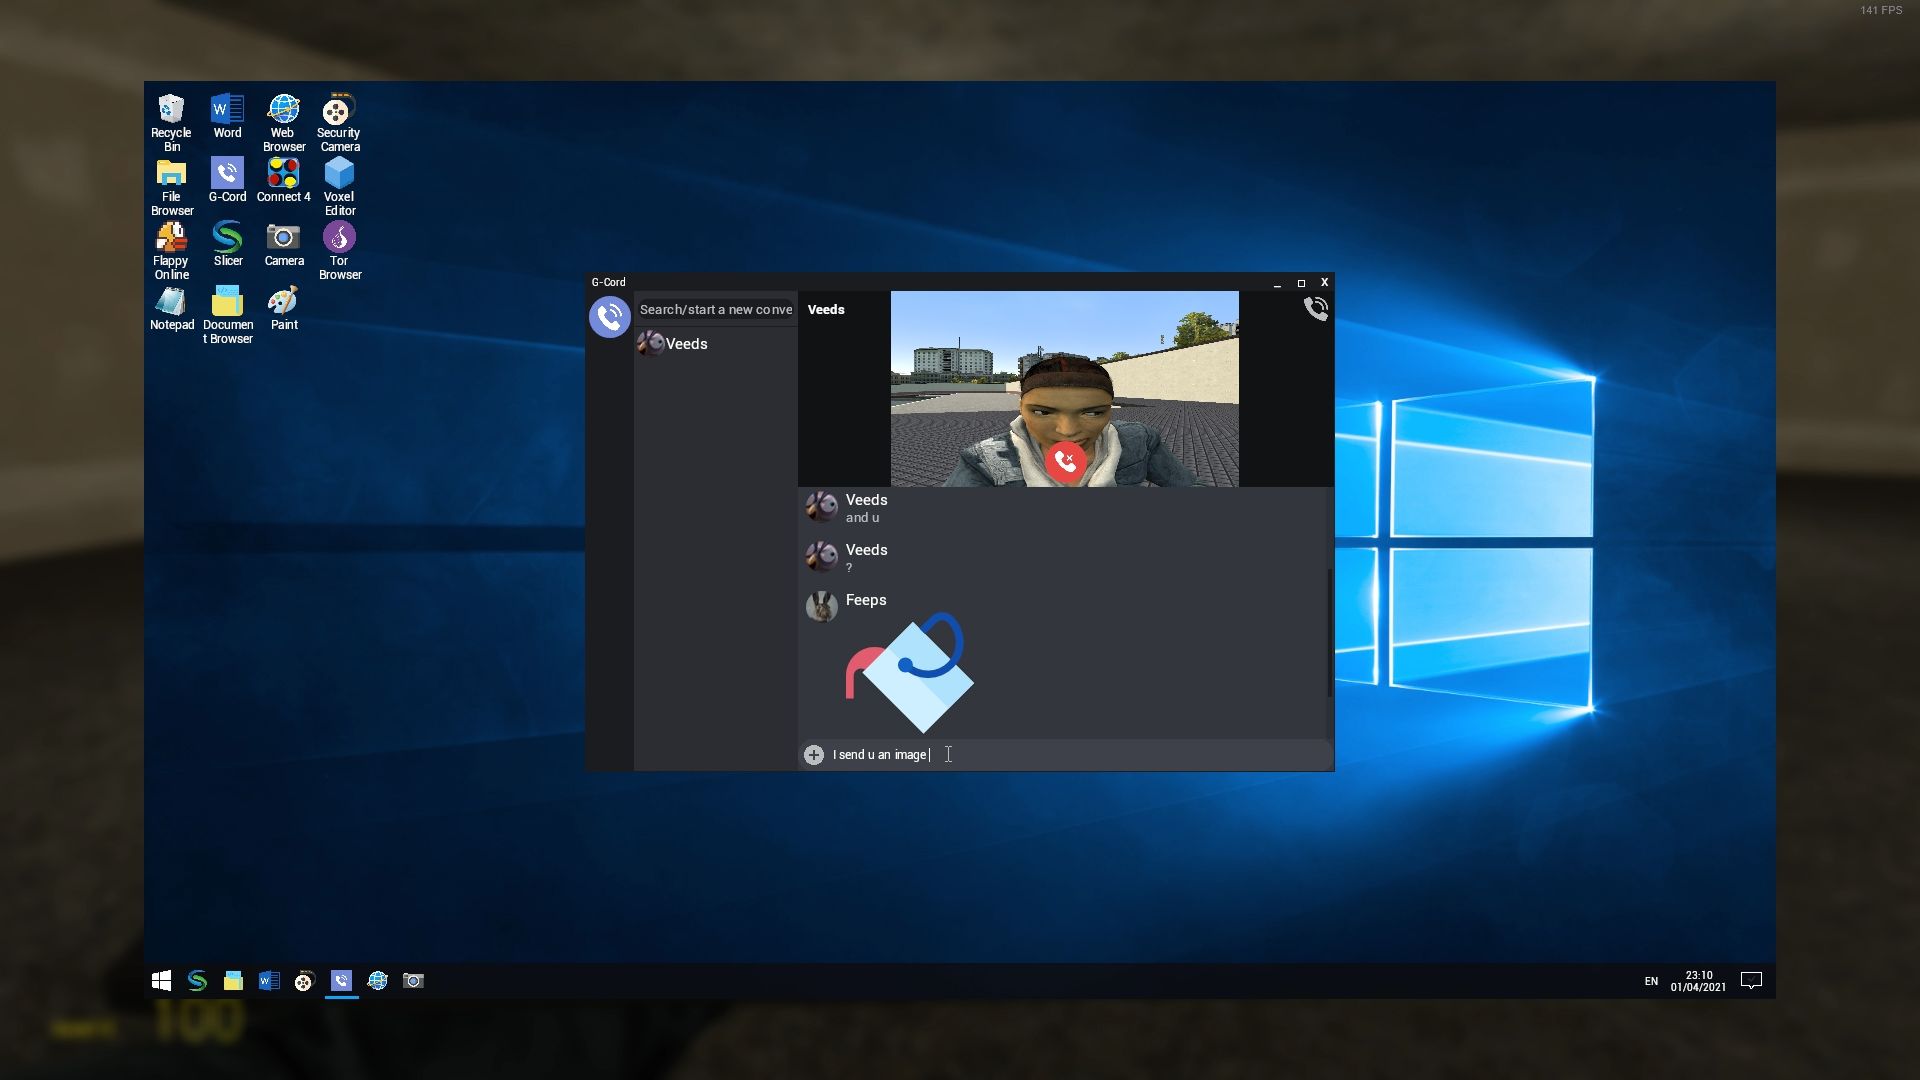 141 FPS
Recycle
Bin
Word
Web
Browser
Security
Camera
File
Browser
G-Cord
Connect 4
Voxel
Editor
Flappy
Online
Slicer
Camera
Tor
Browser
Notepad
Documen
t Browser
Paint
G-Cord
X
Search/start a new conve
Veeds
Veeds
Veeds
and u
Veeds
?
Feeps
I send u an image
EN
23:10
01/04/2021
100